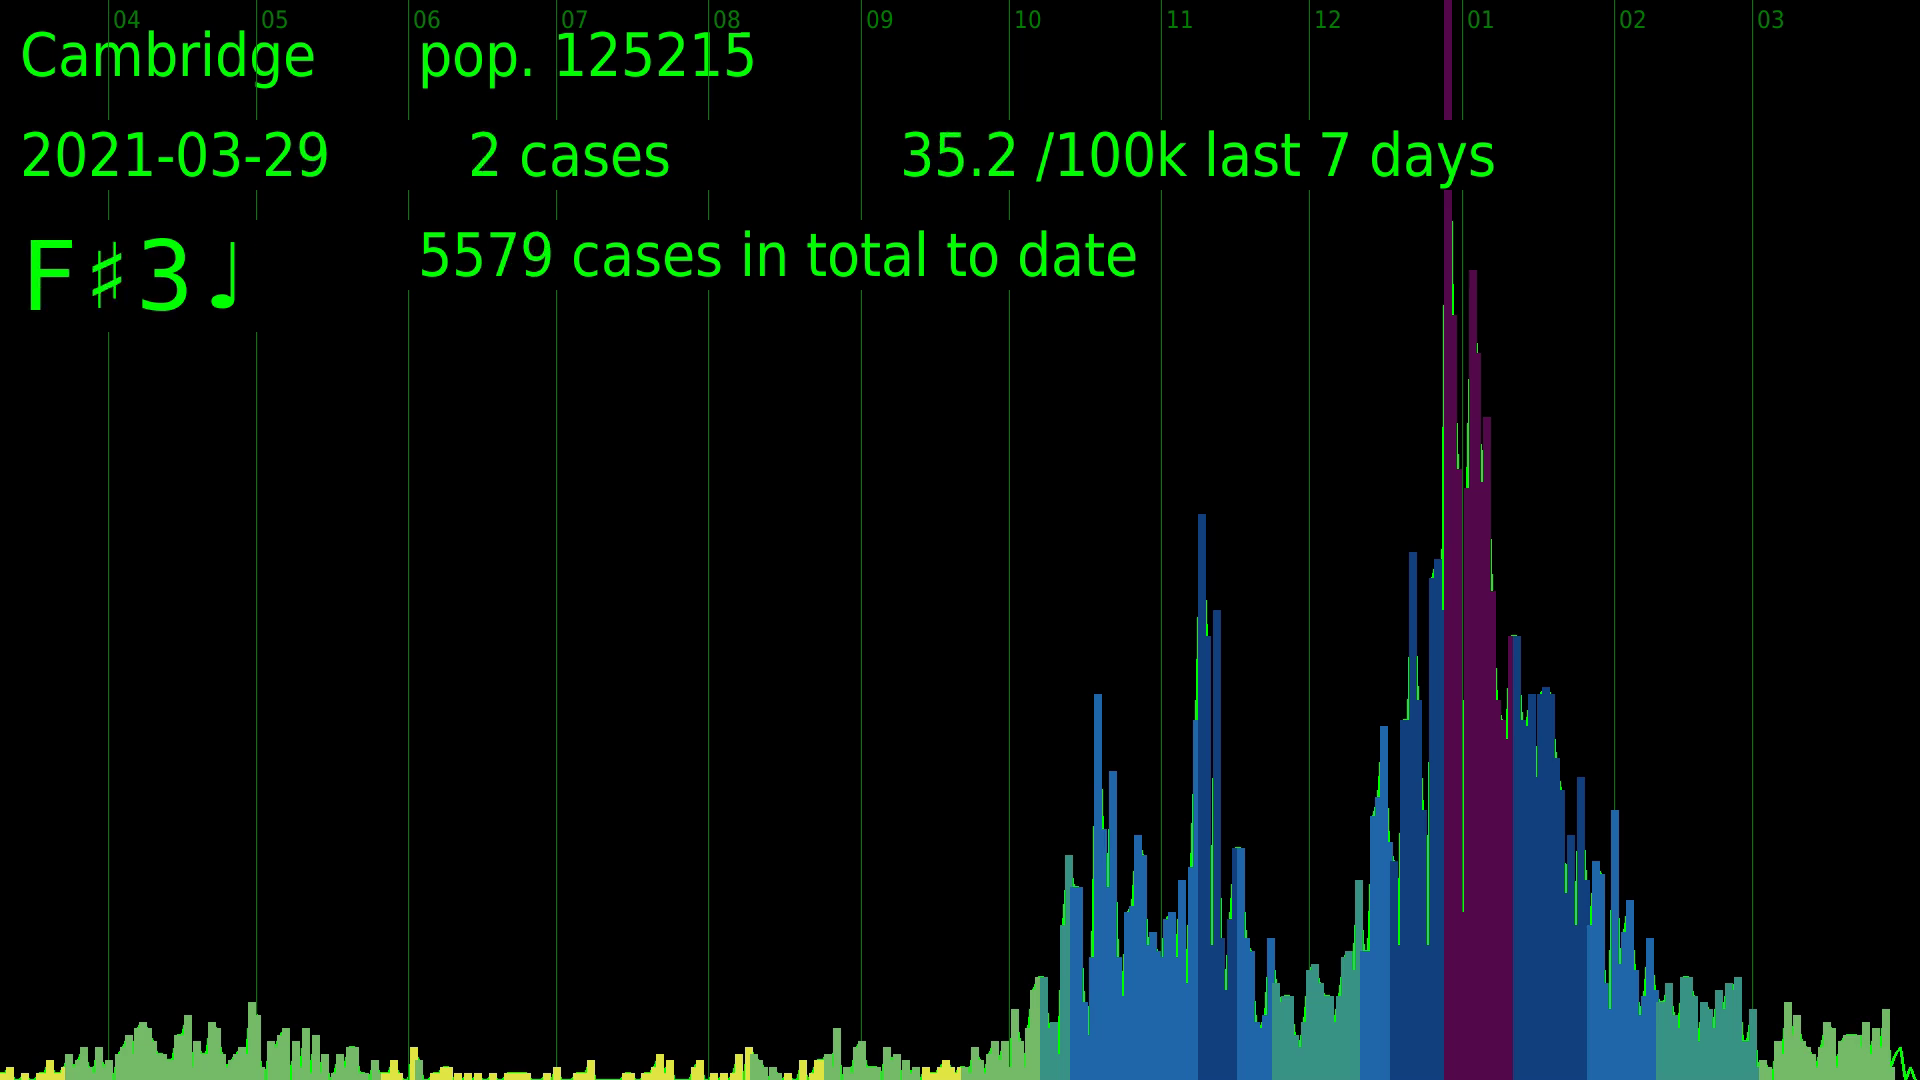 04 05 06 07 08 09 10 11 12 01 02 03
Cambridge pop. 125215
2021-03-29 2 cases 35.2 /100k last 7 days
F♯3♩ 5579 cases in total to date